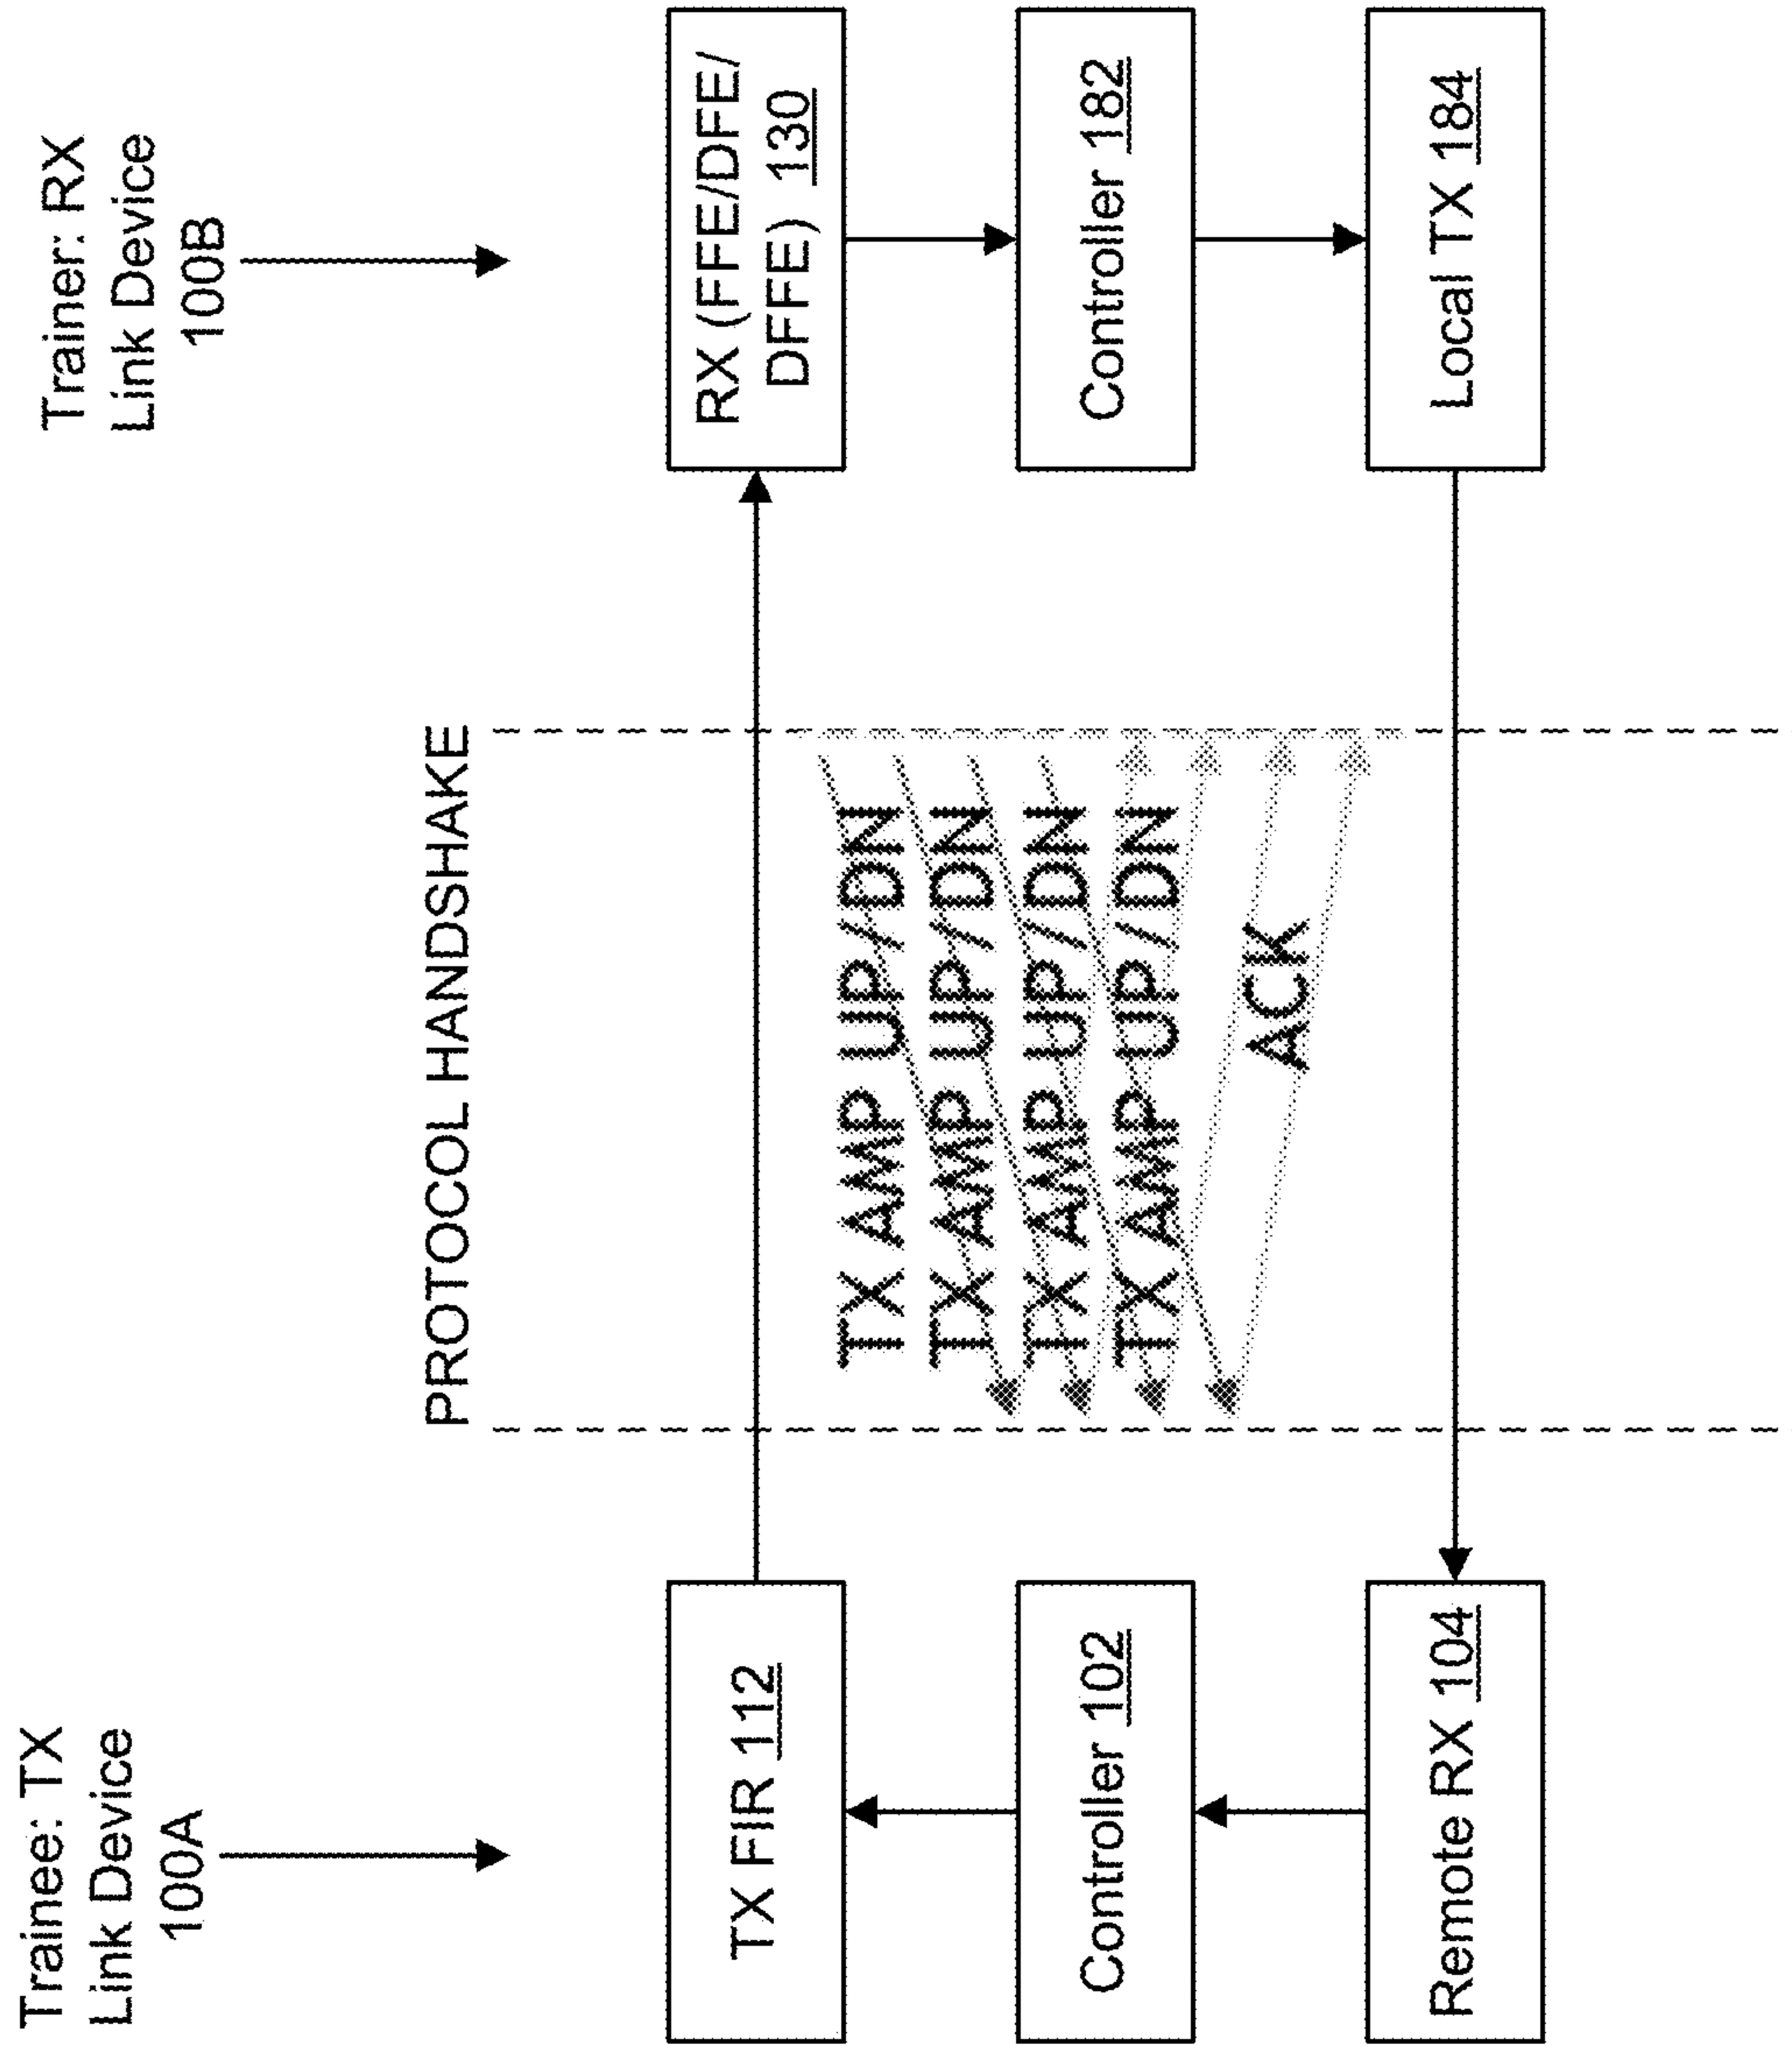 Trainee: TX
Link Device
100A
Trainer: RX
Link Device
100B
PROTOCOL HANDSHAKE
TX FIR 112
RX (FFE/DFE/
DFFE) 130
TX AMP UP/DN
TX AMP UP/DN
TX AMP UP/DN
TX AMP UP/DN
ACK
Controller 102
Controller 182
Remote RX 104
Local TX 184